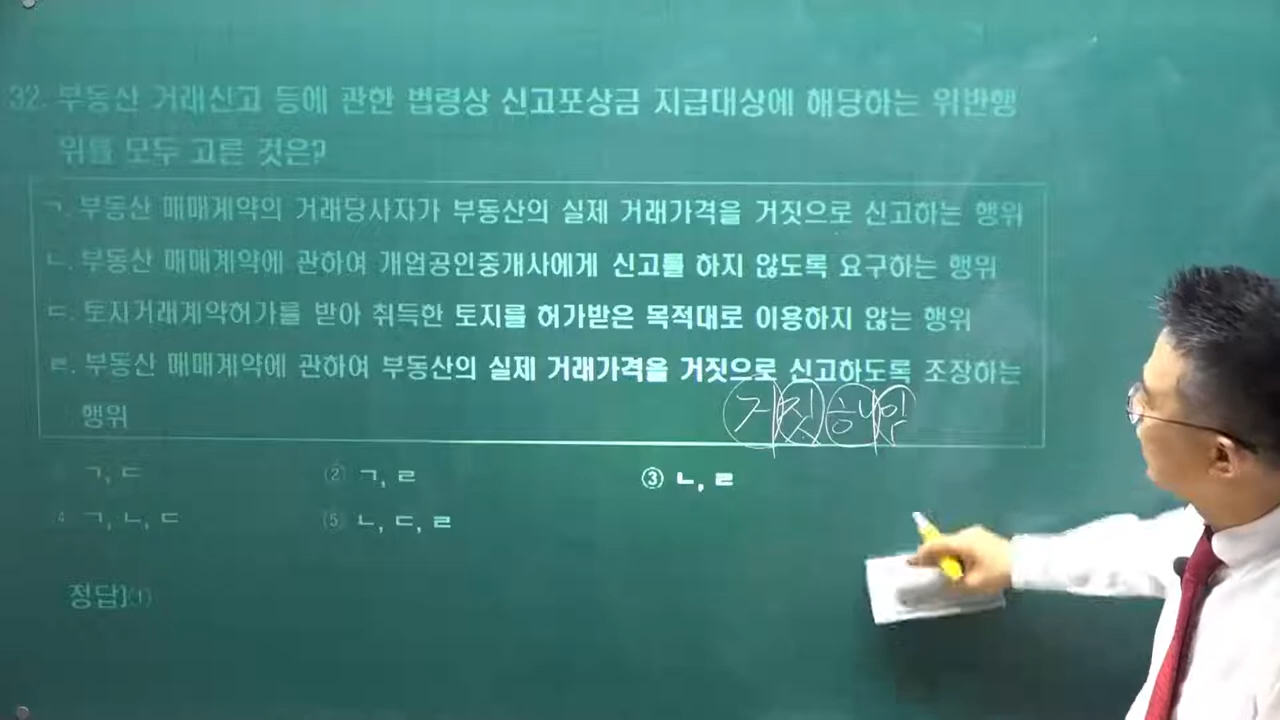 32. 부동산 거래신고 등에 관한 법령상 신고포상금 지급대상에 해당하는 위반행
위를 모두 고른 것은?
ㄱ. 부동산 매매계약의 거래당사자가 부동산의 실제 거래가격을 거짓으로 신고하는 행위
ㄴ. 부동산 매매계약에 관하여 개업공인중개사에게 신고를 하지 않도록 요구하는 행위
ㄷ. 토지거래계약허가를 받아 취득한 토지를 허가받은 목적대로 이용하지 않는 행위
ㄹ. 부동산 매매계약에 관하여 부동산의 실제 거래가격을 거짓으로 신고하도록 조장하는
행위
거짓해
ㄱ, ㄷ ② ㄱ, ㄹ ③ ㄴ, ㄹ
4 ㄱ, ㄴ, ㄷ ⑤ ㄴ, ㄷ, ㄹ
정답](1)